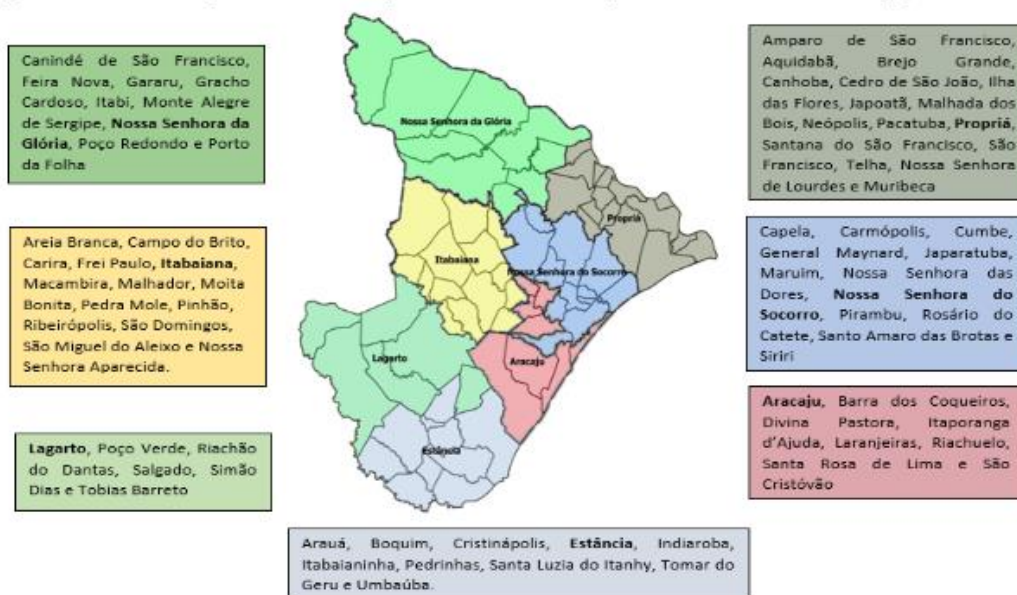 Canindé de São Francisco,
Feira Nova, Gararu, Gracho
Cardoso, Itabi, Monte Alegre
de Sergipe, Nossa Senhora da
Glória, Poço Redondo e Porto
da Folha
Areia Branca, Campo do Brito,
Carira, Frei Paulo, Itabaiana,
Macambira, Malhador, Moita
Bonita, Pedra Mole, Pinhão,
Ribeirópolis, São Domingos,
São Miguel do Aleixo e Nossa
Senhora Aparecida.
Lagarto, Poço Verde, Riachão
do Dantas, Salgado, Simão
Dias e Tobias Barreto
Nossa Senhora da Glória
Propriá
Itabaiana
Nossa Senhora do Socorro
Lagarto
Aracaju
Estância
Amparo de São Francisco,
Aquidabã, Brejo Grande,
Canhoba, Cedro de São João, Ilha
das Flores, Japoatã, Malhada dos
Bois, Neópolis, Pacatuba, Propriá,
Santana do São Francisco, São
Francisco, Telha, Nossa Senhora
de Lourdes e Muribeca
Capela, Carmópolis, Cumbe,
General Maynard, Japaratuba,
Maruim, Nossa Senhora das
Dores, Nossa Senhora do
Socorro, Pirambu, Rosário do
Catete, Santo Amaro das Brotas e
Siriri
Aracaju, Barra dos Coqueiros,
Divina Pastora, Itaporanga
d'Ajuda, Laranjeiras, Riachuelo,
Santa Rosa de Lima e São
Cristóvão
Arauá, Boquim, Cristinápolis, Estância, Indiaroba,
Itabaianinha, Pedrinhas, Santa Luzia do Itanhy, Tomar do
Geru e Umbaúba.